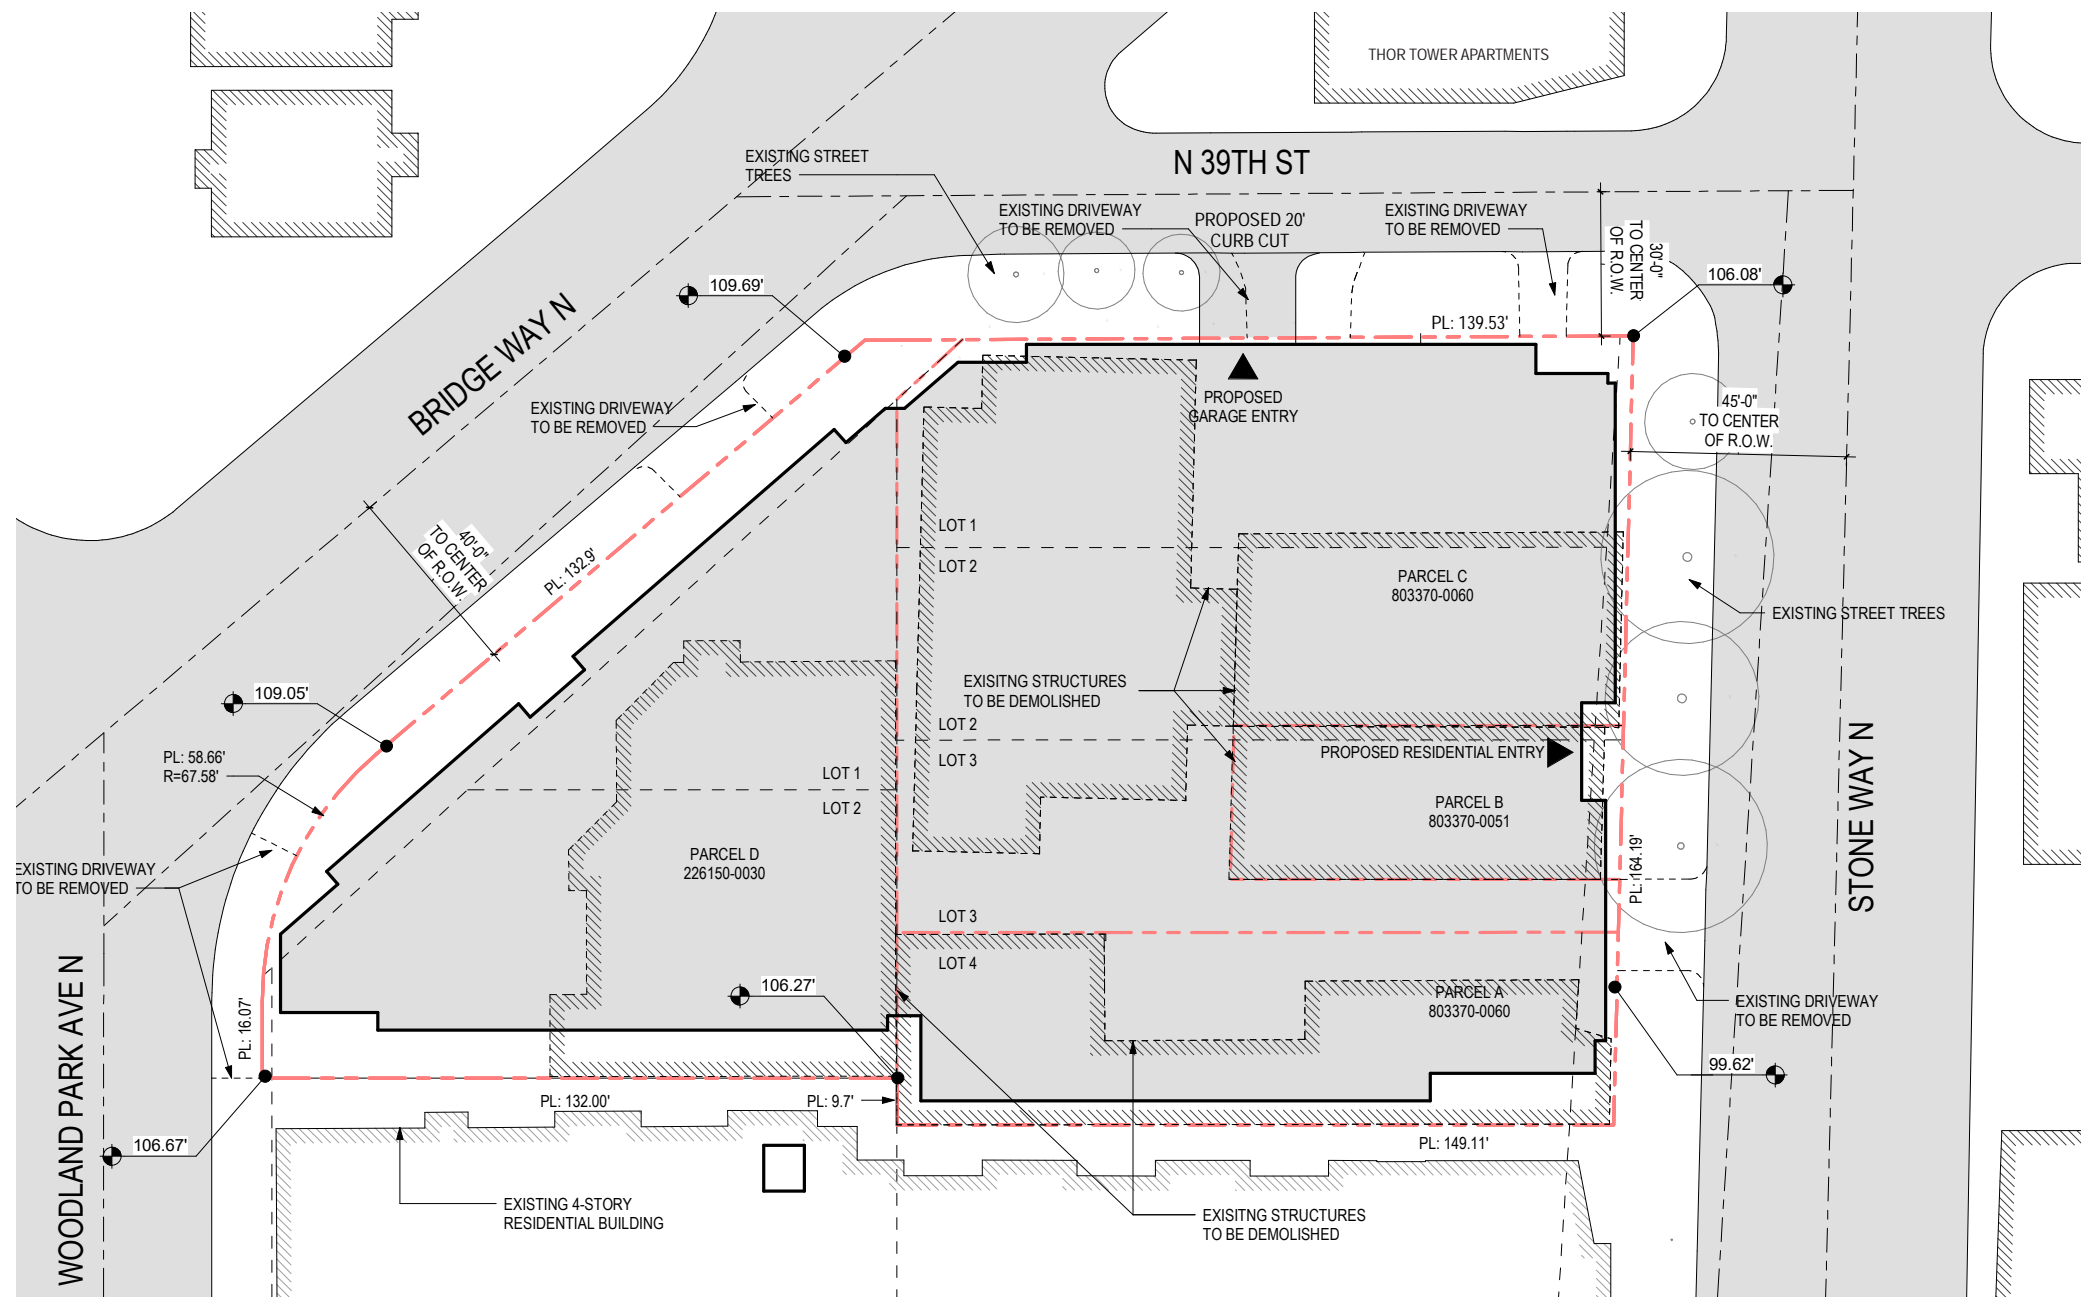 THOR TOWER APARTMENTS
N 39TH ST
EXISTING STREET
TREES
EXISTING DRIVEWAY
TO BE REMOVED
PROPOSED 20'
CURB CUT
EXISTING DRIVEWAY
TO BE REMOVED
30'-0"
TO CENTER
OF R.O.W.
106.08'
109.69'
PL: 139.53'
BRIDGE WAY N
EXISTING DRIVEWAY
TO BE REMOVED
PROPOSED
GARAGE ENTRY
45'-0"
TO CENTER
OF R.O.W.
40'-0"
TO CENTER
OF R.O.W.
PL: 132.9'
LOT 1
LOT 2
PARCEL C
803370-0060
EXISTING STREET TREES
EXISITNG STRUCTURES
TO BE DEMOLISHED
109.05'
LOT 2
LOT 3
PROPOSED RESIDENTIAL ENTRY
PL: 58.66'
R=67.58'
LOT 1
LOT 2
PARCEL B
803370-0051
STONE WAY N
PARCEL D
226150-0030
EXISTING DRIVEWAY
TO BE REMOVED
PL: 164.19'
LOT 3
LOT 4
106.27'
PARCEL A
803370-0060
EXISTING DRIVEWAY
TO BE REMOVED
PL: 16.07'
WOODLAND PARK AVE N
99.62'
PL: 132.00'
PL: 9.7'
106.67'
PL: 149.11'
EXISTING 4-STORY
RESIDENTIAL BUILDING
EXISITNG STRUCTURES
TO BE DEMOLISHED